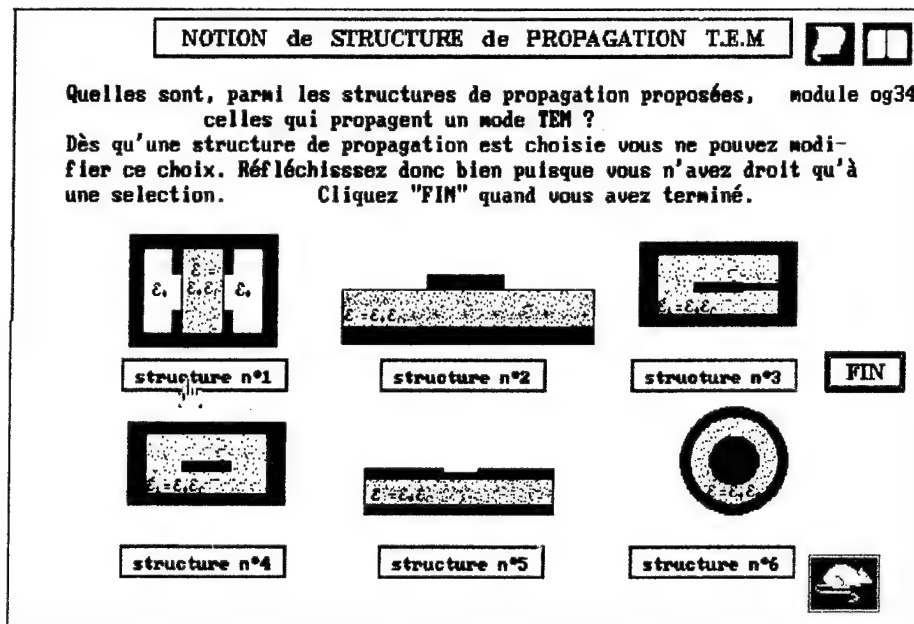 NOTION de STRUCTURE de PROPAGATION T.E.M
Quelles sont, parmi les structures de propagation proposées, module og34
celles qui propagent un mode TEM ?
Dès qu'une structure de propagation est choisie vous ne pouvez modi-
fier ce choix. Réfléchisssez donc bien puisque vous n'avez droit qu'à
une selection. Cliquez "FIN" quand vous avez terminé.
structure n°1
structure n°2
structure n°3
FIN
structure n°4
structure n°5
structure n°6